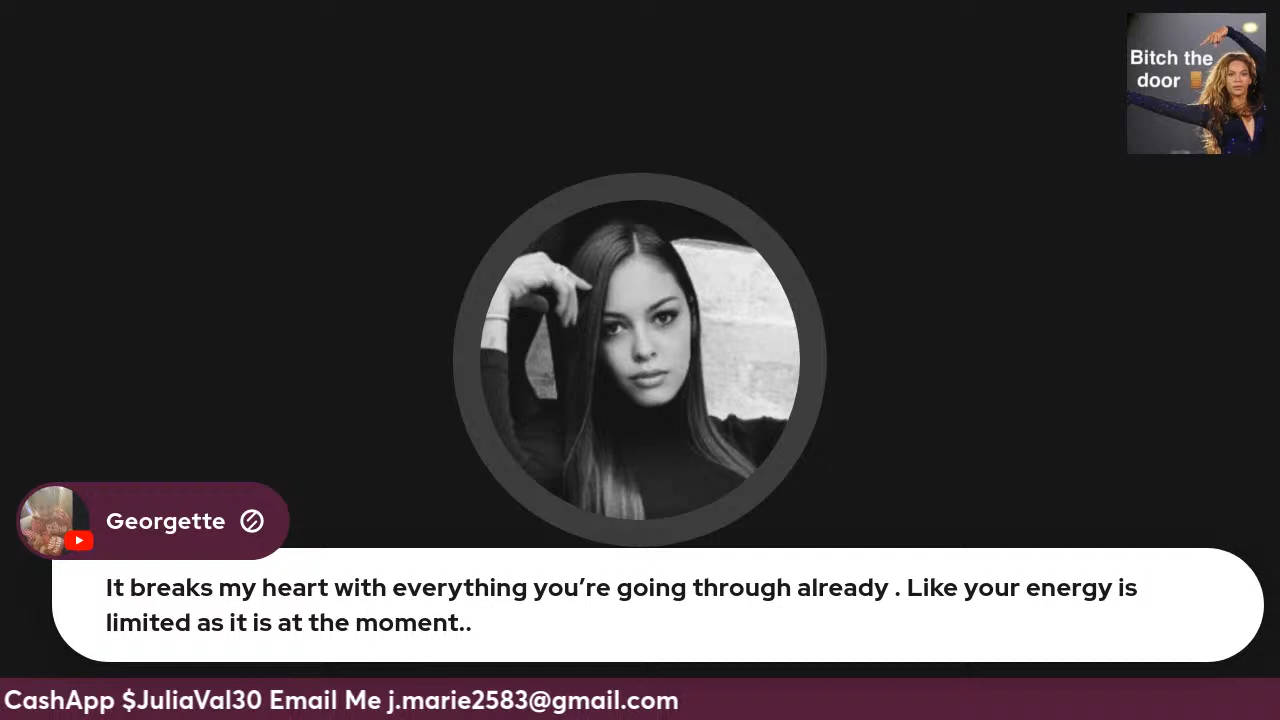 Bitch the
door
Georgette
It breaks my heart with everything you’re going through already . Like your energy is
limited as it is at the moment..
CashApp $JuliaVal30 Email Me j.marie2583@gmail.com